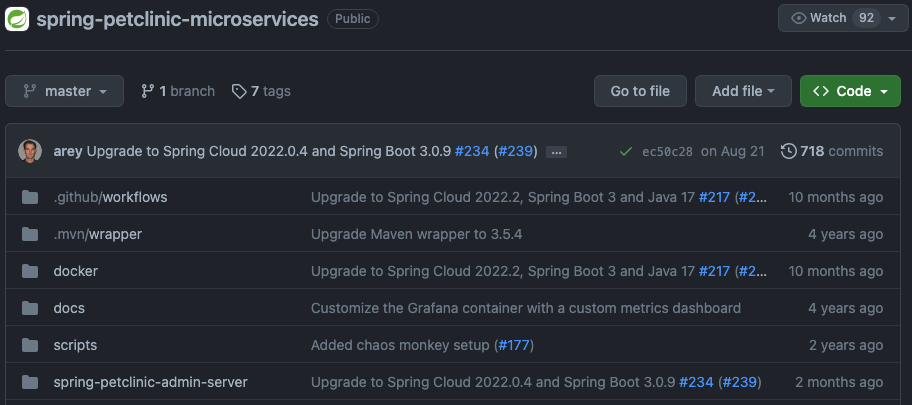 spring-petclinic-microservices Public Watch 92
master 1 branch 7 tags Go to file Add file Code
arey Upgrade to Spring Cloud 2022.0.4 and Spring Boot 3.0.9 #234 (#239) ... ec50c28 on Aug 21 718 commits
.github/workflows Upgrade to Spring Cloud 2022.2, Spring Boot 3 and Java 17 #217 (#2... 10 months ago
.mvn/wrapper Upgrade Maven wrapper to 3.5.4 4 years ago
docker Upgrade to Spring Cloud 2022.2, Spring Boot 3 and Java 17 #217 (#2... 10 months ago
docs Customize the Grafana container with a custom metrics dashboard 4 years ago
scripts Added chaos monkey setup (#177) 2 years ago
spring-petclinic-admin-server Upgrade to Spring Cloud 2022.0.4 and Spring Boot 3.0.9 #234 (#239) 2 months ago